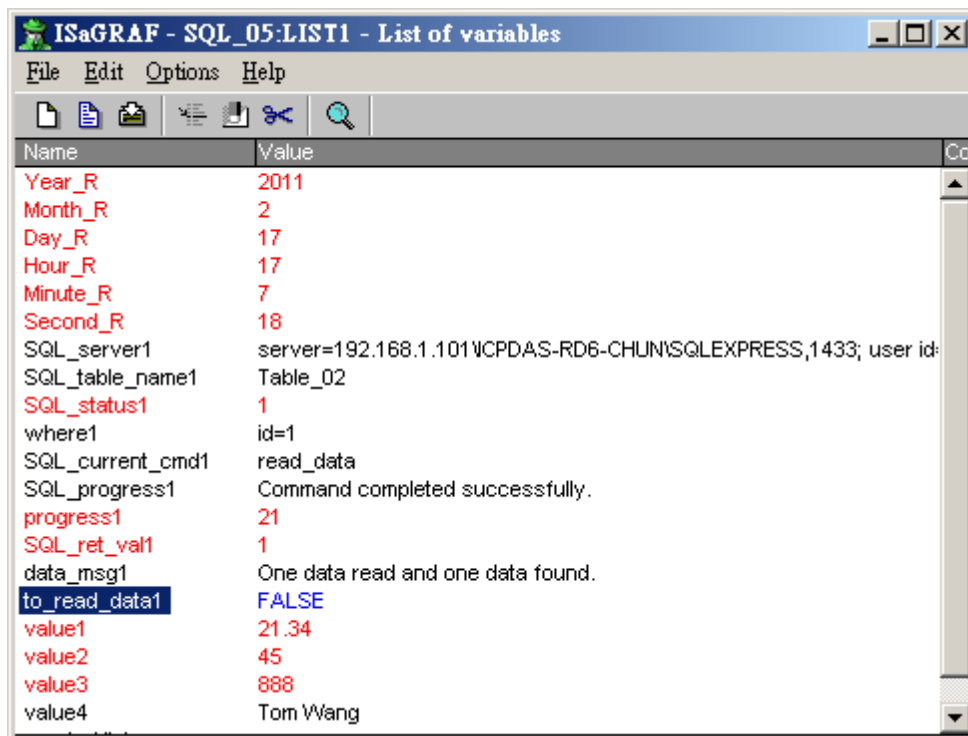 ISaGRAF - SQL_05:LIST1 - List of variables
File Edit Options Help
Name Value Co
Year_R 2011
Month_R 2
Day_R 17
Hour_R 17
Minute_R 7
Second_R 18
SQL_server1 server=192.168.1.101\ICPDAS-RD6-CHUN\SQLEXPRESS,1433; user id=
SQL_table_name1 Table_02
SQL_status1 1
where1 id=1
SQL_current_cmd1 read_data
SQL_progress1 Command completed successfully.
progress1 21
SQL_ret_val1 1
data_msg1 One data read and one data found.
to_read_data1 FALSE
value1 21.34
value2 45
value3 888
value4 Tom Wang